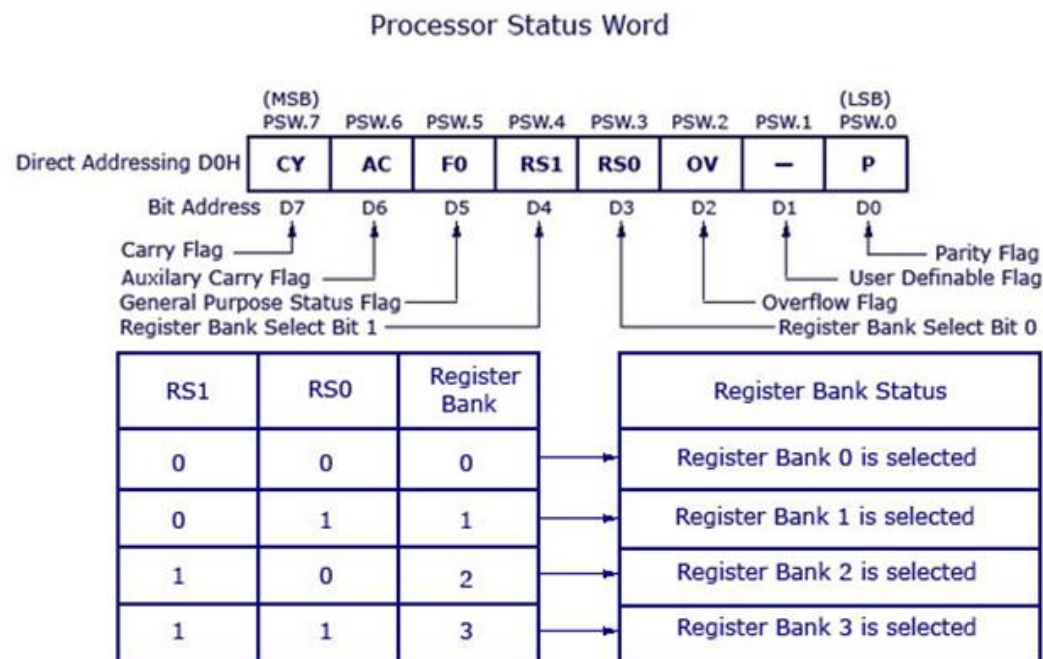 Processor Status Word
(MSB) (LSB)
PSW.7 PSW.6 PSW.5 PSW.4 PSW.3 PSW.2 PSW.1 PSW.0
Direct Addressing D0H CY AC F0 RS1 RS0 OV — P
Bit Address D7 D6 D5 D4 D3 D2 D1 D0
Carry Flag Parity Flag
Auxilary Carry Flag User Definable Flag
General Purpose Status Flag Overflow Flag
Register Bank Select Bit 1 Register Bank Select Bit 0
RS1 RS0 Register Bank Register Bank Status
0 0 0 Register Bank 0 is selected
0 1 1 Register Bank 1 is selected
1 0 2 Register Bank 2 is selected
1 1 3 Register Bank 3 is selected